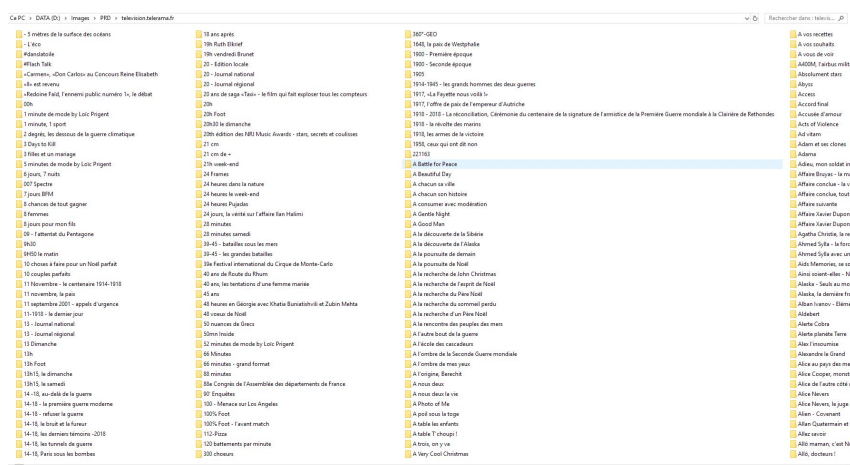 Ce PC > DATA (D:) > Images > PRD > television.telerama.fr
Rechercher dans : televis...
- 5 mètres de la surface des océans
- L'éco
#danslatoile
#Flash Talk
«Carmen», «Don Carlos» au Concours Reine Elisabeth
«Il» est revenu
«Redoine Faïd, l'ennemi public numéro 1», le débat
00h
1 minute de mode by Loïc Prigent
1 minute, 1 sport
2 degrés, les dessous de la guerre climatique
3 Days to Kill
3 filles et un mariage
5 minutes de mode by Loïc Prigent
6 jours, 7 nuits
007 Spectre
7 jours BFM
8 chances de tout gagner
8 femmes
8 jours pour mon fils
09 - l'attentat du Pentagone
9h30
9H50 le matin
10 choses à faire pour un Noël parfait
10 couples parfaits
11 Novembre - le centenaire 1914-1918
11 novembre, la paix
11 septembre 2001 - appels d'urgence
11-1918 - le dernier jour
13 - Journal national
13 - Journal régional
13 Dimanche
13h
13h Foot
13h15, le dimanche
13h15, le samedi
14 -18, au-delà de la guerre
14-18 - la première guerre moderne
14-18 - refuser la guerre
14-18, le bruit et la fureur
14-18, les derniers témoins -2018
14-18, les tunnels de guerre
14-18, Paris sous les bombes
18 ans après
19h Ruth Elkrief
19h vendredi Brunet
20 - Edition locale
20 - Journal national
20 - Journal régional
20 ans de saga «Taxi» - le film qui fait exploser tous les compteurs
20h
20h Foot
20h30 le dimanche
20th édition des NRJ Music Awards - stars, secrets et coulisses
21 cm
21 cm de +
21h week-end
24 Frames
24 heures dans la nature
24 heures le week-end
24 heures Pujadas
24 jours, la vérité sur l'affaire Ilan Halimi
28 minutes
28 minutes samedi
39-45 - batailles sous les mers
39-45 - les grandes batailles
39e Festival international du Cirque de Monte-Carlo
40 ans de Route du Rhum
40 ans, les tentations d'une femme mariée
45 ans
48 heures en Géorgie avec Khatia Buniatishvili et Zubin Mehta
48 voeux de Noël
50 nuances de Grecs
50mn Inside
52 minutes de mode by Loïc Prigent
66 Minutes
66 minutes - grand format
88 minutes
88e Congrès de l'Assemblée des départements de France
90' Enquêtes
100 - Menace sur Los Angeles
100% Foot
100% Foot - l'avant match
112-Pizza
120 battements par minute
300 choeurs
360°-GEO
1648, la paix de Westphalie
1900 - Première époque
1900 - Seconde époque
1905
1914-1945 - les grands hommes des deux guerres
1917, «La Fayette nous voilà !»
1917, l'offre de paix de l'empereur d'Autriche
1918 - 2018 - La réconciliation, Cérémonie du centenaire de la signature de l'armistice de la Première Guerre mondiale à la Clairière de Rethondes
1918 - la révolte des marins
1918, les armes de la victoire
1958, ceux qui ont dit non
221163
A Battle for Peace
A Beautiful Day
A chacun sa ville
A chacun son histoire
A consumer avec modération
A Gentle Night
A Good Man
A la découverte de la Sibérie
A la découverte de l'Alaska
A la poursuite de demain
A la poursuite de Noël
A la recherche de John Christmas
A la recherche de l'esprit de Noël
A la recherche du Père Noël
A la recherche du sommeil perdu
A la recherche d'un Père Noël
A la rencontre des peuples des mers
A l'autre bout de la guerre
A l'école des cascadeurs
A l'ombre de la Seconde Guerre mondiale
A l'ombre de mes yeux
A l'origine, Berechit
A nous deux
A nous deux la vie
A Photo of Me
A poil sous la toge
A table les enfants
A table T'choupi !
A trois, on y va
A Very Cool Christmas
A vos recettes
A vos souhaits
A vous de voir
A400M, l'airbus milit
Absolument stars
Abyss
Access
Accord final
Accusée d'amour
Acts of Violence
Ad vitam
Adam et ses clones
Adama
Adieu, mon soldat in
Affaire Bruyas - la m
Affaire conclue - la v
Affaire conclue, tout
Affaire suivante
Affaire Xavier Dupon
Affaire Xavier Dupon
Agatha Christie, la re
Ahmed Sylla - la forc
Ahmed Sylla avec un
Aids Memories, se so
Ainsi soient-elles - N
Alaska - Seuls au mo
Alaska, la dernière fr
Alban Ivanov - Eléme
Aldebert
Alerte Cobra
Alerte planète Terre
Alex l'insoumise
Alexandre le Grand
Alice au pays des me
Alice Cooper, monst
Alice de l'autre côté
Alice Nevers
Alice Nevers, le juge
Alien - Covenant
Allan Quatermain et
Allez savoir
Allô maman, c'est N
Allô, docteurs !